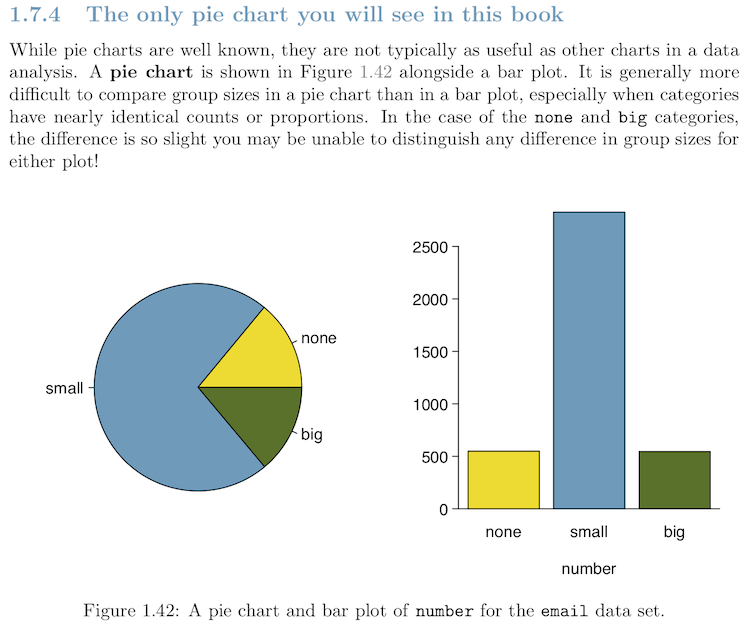 1.7.4 The only pie chart you will see in this book
While pie charts are well known, they are not typically as useful as other charts in a data
analysis. A pie chart is shown in Figure 1.42 alongside a bar plot. It is generally more
difficult to compare group sizes in a pie chart than in a bar plot, especially when categories
have nearly identical counts or proportions. In the case of the none and big categories,
the difference is so slight you may be unable to distinguish any difference in group sizes for
either plot!
none
small
big
2500
2000
1500
1000
500
0
none small big
number
Figure 1.42: A pie chart and bar plot of number for the email data set.